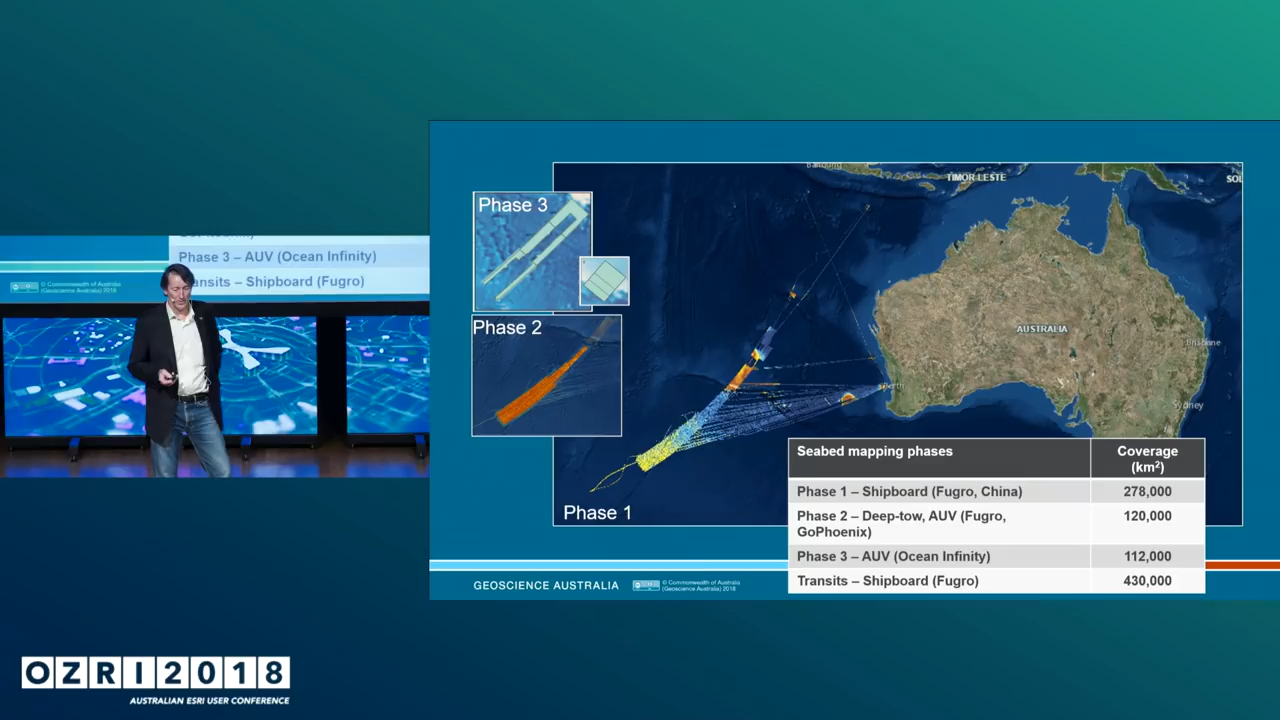 Phase 3 – AUV (Ocean Infinity)
Transits – Shipboard (Fugro)
© Commonwealth of Australia
(Geoscience Australia) 2018
Phase 3
Phase 2
Phase 1
TIMOR-LESTE
SOL
AUSTRALIA
Brisbane
Perth
Sydney
Seabed mapping phases
Coverage
(km²)
Phase 1 – Shipboard (Fugro, China)
278,000
Phase 2 – Deep-tow, AUV (Fugro,
GoPhoenix)
120,000
Phase 3 – AUV (Ocean Infinity)
112,000
Transits – Shipboard (Fugro)
430,000
GEOSCIENCE AUSTRALIA
© Commonwealth of Australia
(Geoscience Australia) 2018
OZRI2018
AUSTRALIAN ESRI USER CONFERENCE